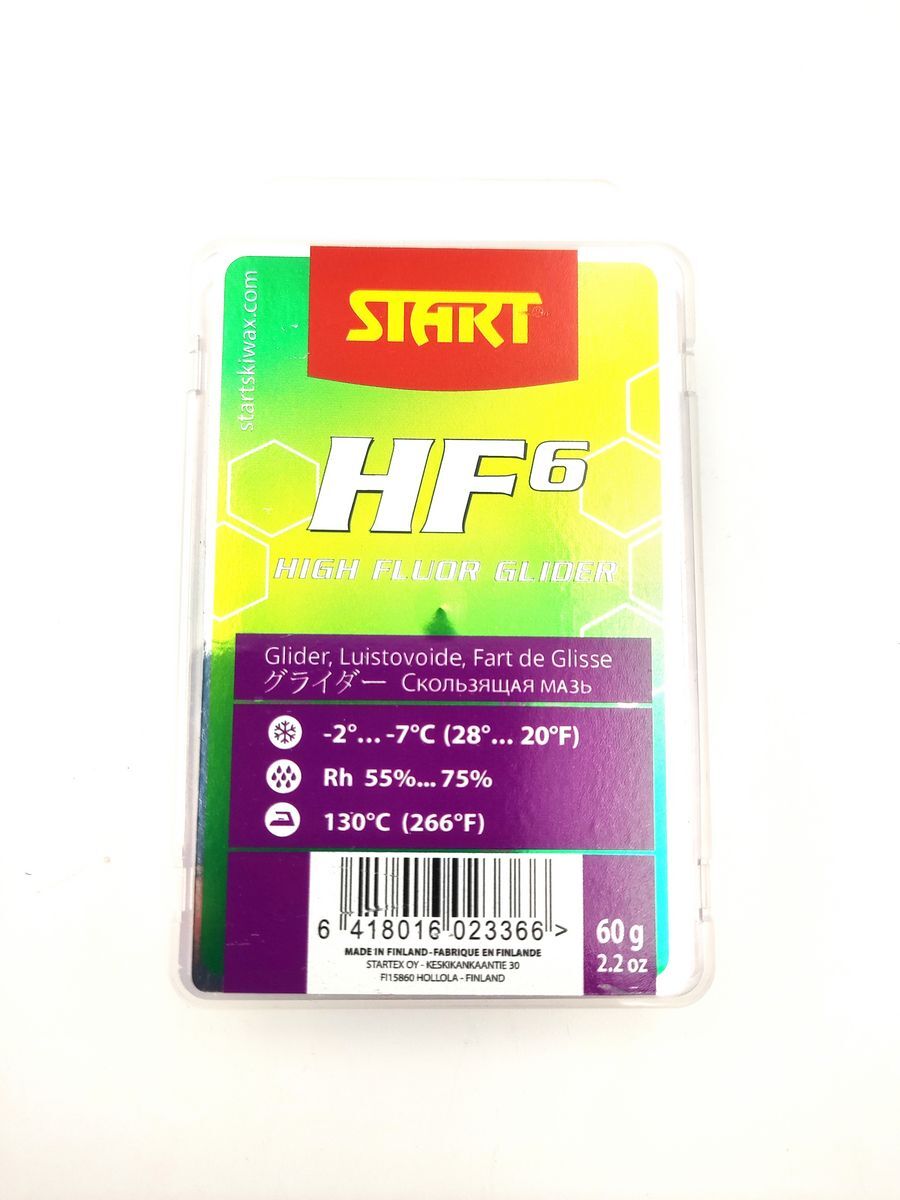 START
startskiwax.com
HF6
HIGH FLUOR GLIDER
Glider, Luistovoide, Fart de Glisse
グライダー Скользящая мазь
-2°... -7°C (28°... 20°F)
Rh 55%... 75%
130°C (266°F)
6 418016 023366 >
MADE IN FINLAND - FABRIQUE EN FINLANDE
STARTEX OY - KESKIKANKAANTIE 30
FI15860 HOLLOLA - FINLAND
60 g
2.2 oz